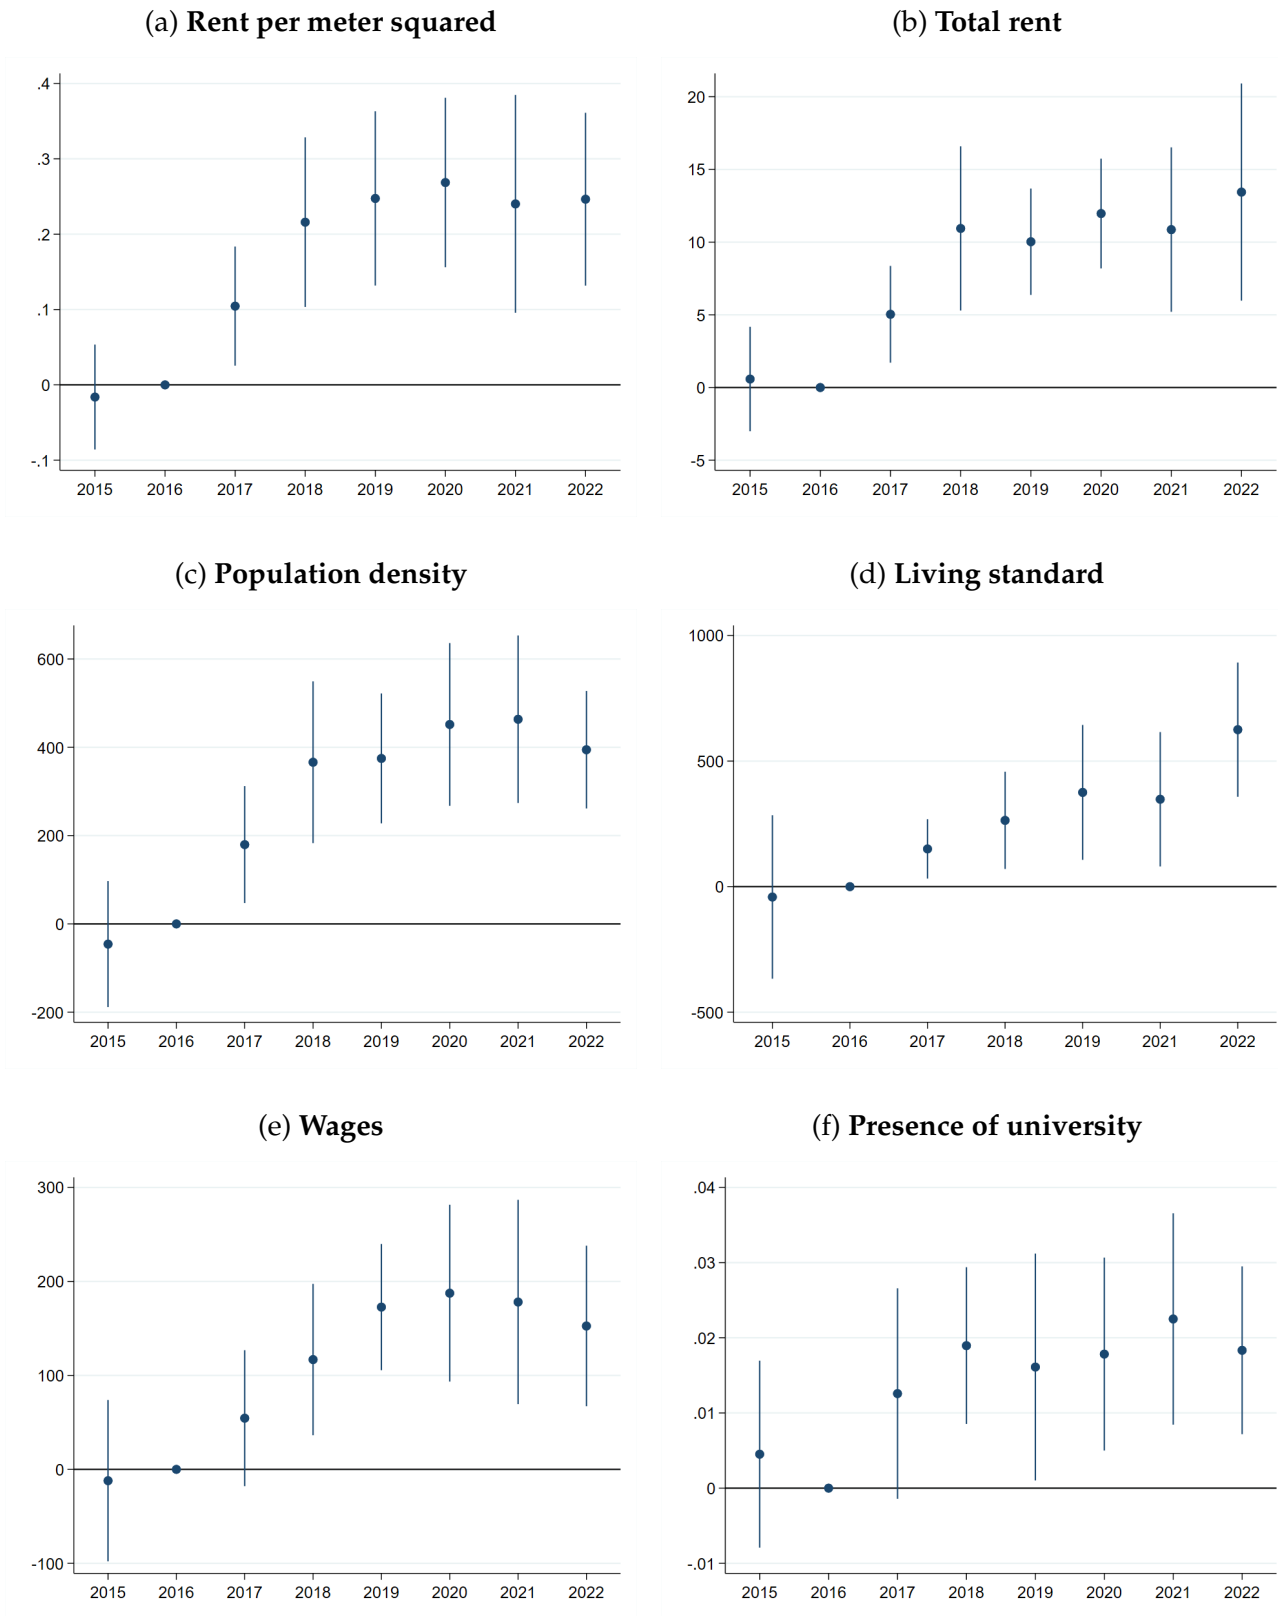 (a) Rent per meter squared
.4
.3
.2
.1
0
-.1
2015 2016 2017 2018 2019 2020 2021 2022
(b) Total rent
20
15
10
5
0
-5
2015 2016 2017 2018 2019 2020 2021 2022
(c) Population density
600
400
200
0
-200
2015 2016 2017 2018 2019 2020 2021 2022
(d) Living standard
1000
500
0
-500
2015 2016 2017 2018 2019 2021 2022
(e) Wages
300
200
100
0
-100
2015 2016 2017 2018 2019 2020 2021 2022
(f) Presence of university
.04
.03
.02
.01
0
-.01
2015 2016 2017 2018 2019 2020 2021 2022